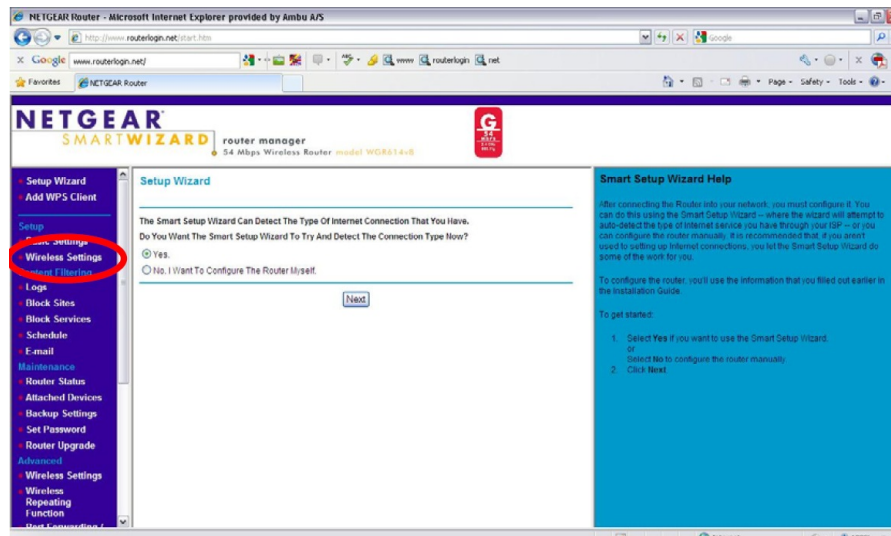 NETGEAR Router - Microsoft Internet Explorer provided by Ambu A/S
http://www.routerlogin.net/start.htm
Google
Google www.routerlogin.net/
www routerlogin net
Favorites NETGEAR Router
Page Safety Tools
NETGEAR
SMARTWIZARD router manager
54 Mbps Wireless Router model WGR614v8
G
54
Setup Wizard
Add WPS Client
Setup
Basic Settings
Wireless Settings
Content Filtering
Logs
Block Sites
Block Services
Schedule
E-mail
Maintenance
Router Status
Attached Devices
Backup Settings
Set Password
Router Upgrade
Advanced
Wireless Settings
Wireless
Repeating
Function
Port Forwarding /
Setup Wizard
The Smart Setup Wizard Can Detect The Type Of Internet Connection That You Have.
Do You Want The Smart Setup Wizard To Try And Detect The Connection Type Now?
Yes.
No. I Want To Configure The Router Myself.
Next
Smart Setup Wizard Help
After connecting the Router into your network, you must configure it. You
can do this using the Smart Setup Wizard -- where the wizard will attempt to
auto-detect the type of Internet service you have through your ISP -- or you
can configure the router manually. It is recommended that, if you aren't
used to setting up Internet connections, you let the Smart Setup Wizard do
some of the work for you.
To configure the router, you'll use the information that you filled out earlier in
the Installation Guide.
To get started:
1. Select Yes if you want to use the Smart Setup Wizard.
or
Select No to configure the router manually.
2. Click Next.